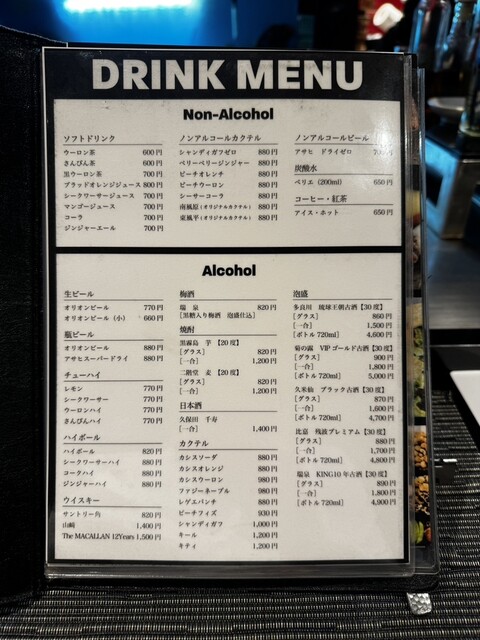 DRINK MENU
Non-Alcohol
ソフトドリンク
ウーロン茶 600円
さんぴん茶 600円
黒ウーロン茶 700円
ブラッドオレンジジュース 800円
シークワーサージュース 700円
マンゴージュース 700円
コーラ 700円
ジンジャーエール 700円
ノンアルコールカクテル
シャンディガフゼロ 880円
ベリーベリージンジャー 880円
ピーチオレンチ 880円
ピーチウーロン 880円
シーサーコーラ 880円
南風原(オリジナルカクテル) 880円
東風平(オリジナルカクテル) 880円
ノンアルコールビール
アサヒ ドライゼロ
炭酸水
ペリエ(200ml) 650円
コーヒー・紅茶
アイス・ホット 650円
Alcohol
生ビール
オリオンビール 770円
オリオンビール(小) 660円
瓶ビール
オリオンビール 880円
アサヒスーパードライ 880円
チューハイ
レモン 770円
シークワーサー 770円
ウーロンハイ 770円
さんぴんハイ 770円
ハイボール
ハイボール 820円
シークワーサーハイ 880円
コークハイ 880円
ジンジャーハイ 880円
ウイスキー
サントリー角 820円
山崎 1,400円
The MACALLAN 12Years 1,500円
梅酒
瑞 泉 820円
[黒糖入り梅酒 泡盛仕込]
焼酎
黒霧島 芋【20度】
[グラス] 820円
[一合] 1,200円
二階堂 麦【20度】
[グラス] 820円
[一合] 1,200円
日本酒
久保田 千寿
[一合] 1,400円
カクテル
カシスソーダ 880円
カシスオレンジ 880円
カシスウーロン 980円
ファジーネーブル 980円
レゲエパンチ 880円
ピーチフィズ 930円
シャンディガフ 1,000円
キール 1,200円
キティ 1,200円
泡盛
多良川 琉球王朝古酒【30度】
[グラス] 860円
[一合] 1,500円
[ボトル 720ml] 4,600円
菊の露 VIPゴールド古酒【30度】
[グラス] 900円
[一合] 1,800円
[ボトル 720ml] 5,000円
久米仙 ブラック古酒【30度】
[グラス] 870円
[一合] 1,600円
[ボトル 720ml] 4,700円
比嘉 残波プレミアム【30度】
[グラス] 880円
[一合] 1,700円
[ボトル 720ml] 4,800円
瑞泉 KING10年古酒【30度】
[グラス] 890円
[一合] 1,800円
[ボトル 720ml] 4,900円